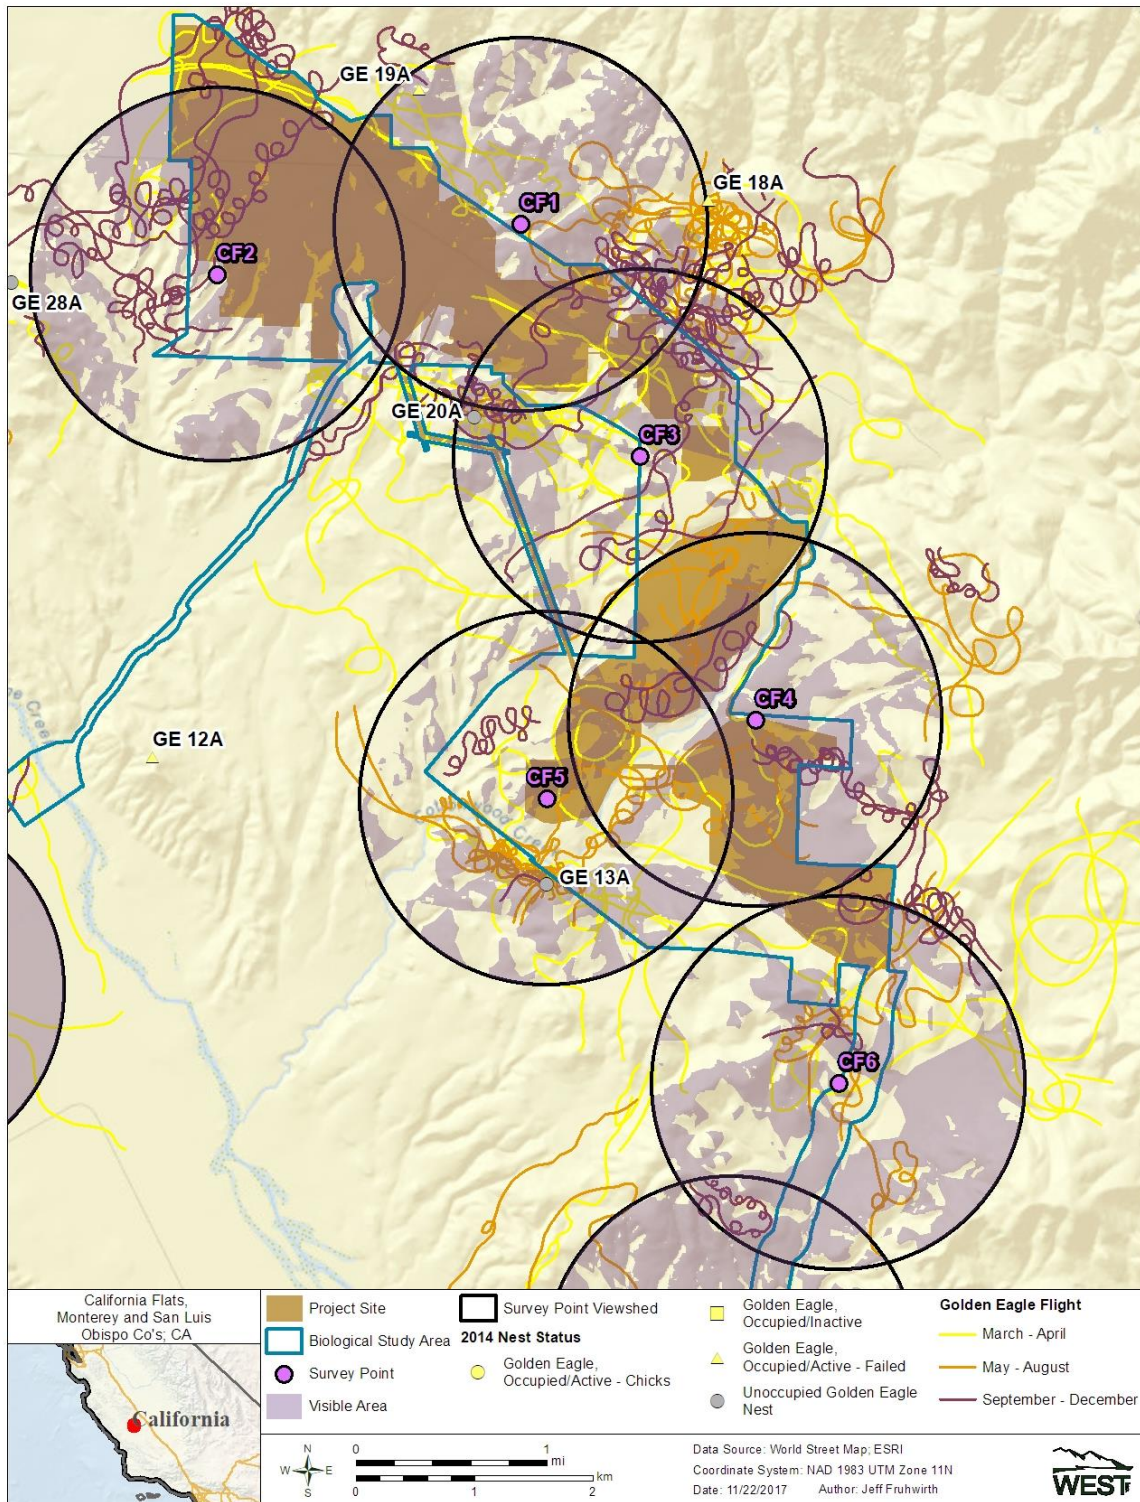 GE 19A
GE 18A
CF1
CF2
GE 28A
GE 20A
CF3
CF4
GE 12A
CF5
Cottonwood Creek
GE 13A
CF6
California Flats,
Monterey and San Luis
Obispo Co's; CA
California
Project Site
Biological Study Area
Survey Point
Visible Area
Survey Point Viewshed
2014 Nest Status
Golden Eagle,
Occupied/Active - Chicks
Golden Eagle,
Occupied/Inactive
Golden Eagle,
Occupied/Active - Failed
Unoccupied Golden Eagle
Nest
Golden Eagle Flight
March - April
May - August
September - December
N
W E
S
0 1
mi
km
0 1 2
Data Source: World Street Map; ESRI
Coordinate System: NAD 1983 UTM Zone 11N
Date: 11/22/2017 Author: Jeff Fruhwirth
WEST